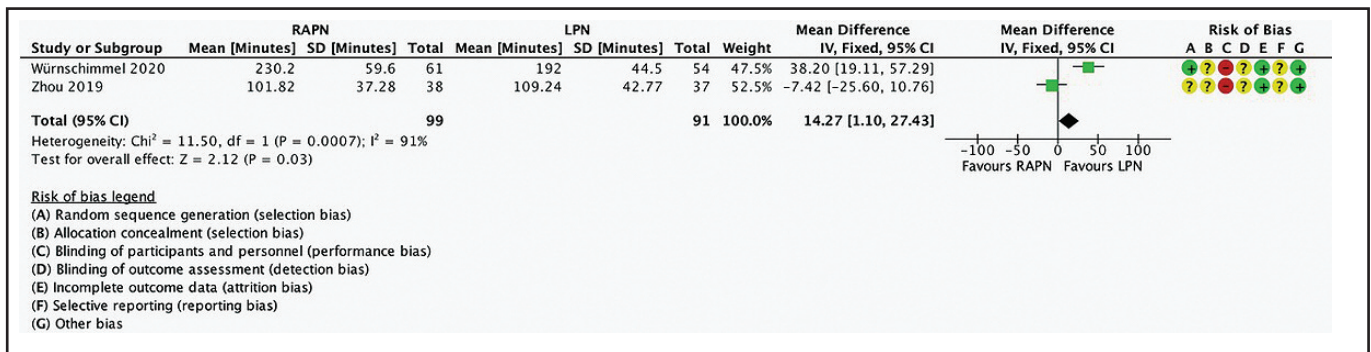 RAPN LPN Mean Difference Mean Difference Risk of Bias
Study or Subgroup Mean [Minutes] SD [Minutes] Total Mean [Minutes] SD [Minutes] Total Weight IV, Fixed, 95% CI IV, Fixed, 95% CI A B C D E F G
Würnschimmel 2020 230.2 59.6 61 192 44.5 54 47.5% 38.20 [19.11, 57.29] + ? - ? + ? +
Zhou 2019 101.82 37.28 38 109.24 42.77 37 52.5% -7.42 [-25.60, 10.76] ? ? - ? + ? +
Total (95% CI) 99 91 100.0% 14.27 [1.10, 27.43]
Heterogeneity: Chi² = 11.50, df = 1 (P = 0.0007); I² = 91%
Test for overall effect: Z = 2.12 (P = 0.03)
-100 -50 0 50 100
Favours RAPN Favours LPN
Risk of bias legend
(A) Random sequence generation (selection bias)
(B) Allocation concealment (selection bias)
(C) Blinding of participants and personnel (performance bias)
(D) Blinding of outcome assessment (detection bias)
(E) Incomplete outcome data (attrition bias)
(F) Selective reporting (reporting bias)
(G) Other bias